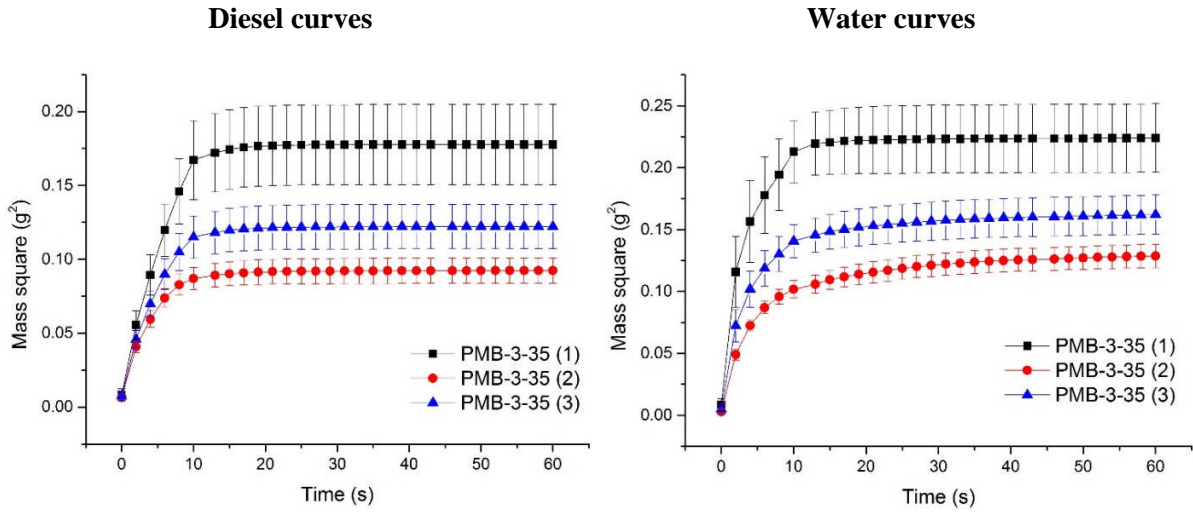 Diesel curves
Mass square (g²)
0.20
0.15
0.10
0.05
0.00
PMB-3-35 (1)
PMB-3-35 (2)
PMB-3-35 (3)
0 10 20 30 40 50 60
Time (s)
Water curves
Mass square (g²)
0.25
0.20
0.15
0.10
0.05
0.00
PMB-3-35 (1)
PMB-3-35 (2)
PMB-3-35 (3)
0 10 20 30 40 50 60
Time (s)